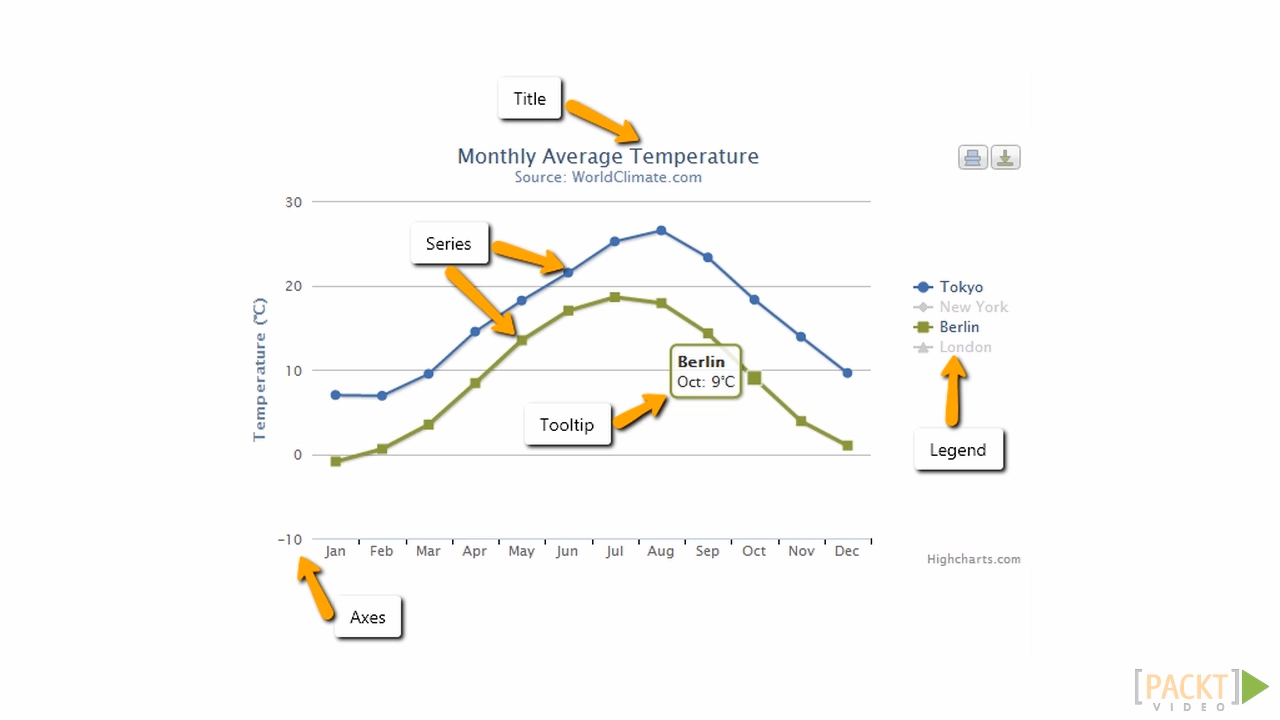 Title
Monthly Average Temperature
Source: WorldClimate.com
30
Series
20
Temperature (℃)
Tokyo
New York
Berlin
London
10
Berlin
Oct: 9℃
Tooltip
Legend
0
-10
Jan Feb Mar Apr May Jun Jul Aug Sep Oct Nov Dec
Highcharts.com
Axes
[PACKT]
VIDEO